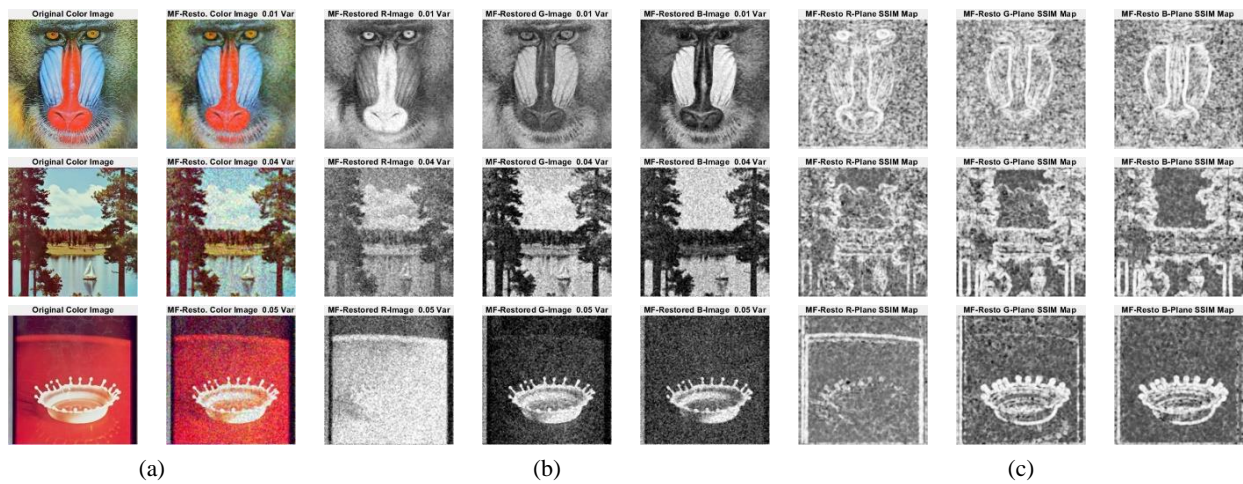 Original Color Image MF-Resto. Color Image 0.01 Var MF-Restored R-Image 0.01 Var MF-Restored G-Image 0.01 Var MF-Restored B-Image 0.01 Var MF-Resto R-Plane SSIM Map MF-Resto G-Plane SSIM Map MF-Resto B-Plane SSIM Map
Original Color Image MF-Resto. Color Image 0.04 Var MF-Restored R-Image 0.04 Var MF-Restored G-Image 0.04 Var MF-Restored B-Image 0.04 Var MF-Resto R-Plane SSIM Map MF-Resto G-Plane SSIM Map MF-Resto B-Plane SSIM Map
Original Color Image MF-Resto. Color Image 0.05 Var MF-Restored R-Image 0.05 Var MF-Restored G-Image 0.05 Var MF-Restored B-Image 0.05 Var MF-Resto R-Plane SSIM Map MF-Resto G-Plane SSIM Map MF-Resto B-Plane SSIM Map
(a) (b) (c)